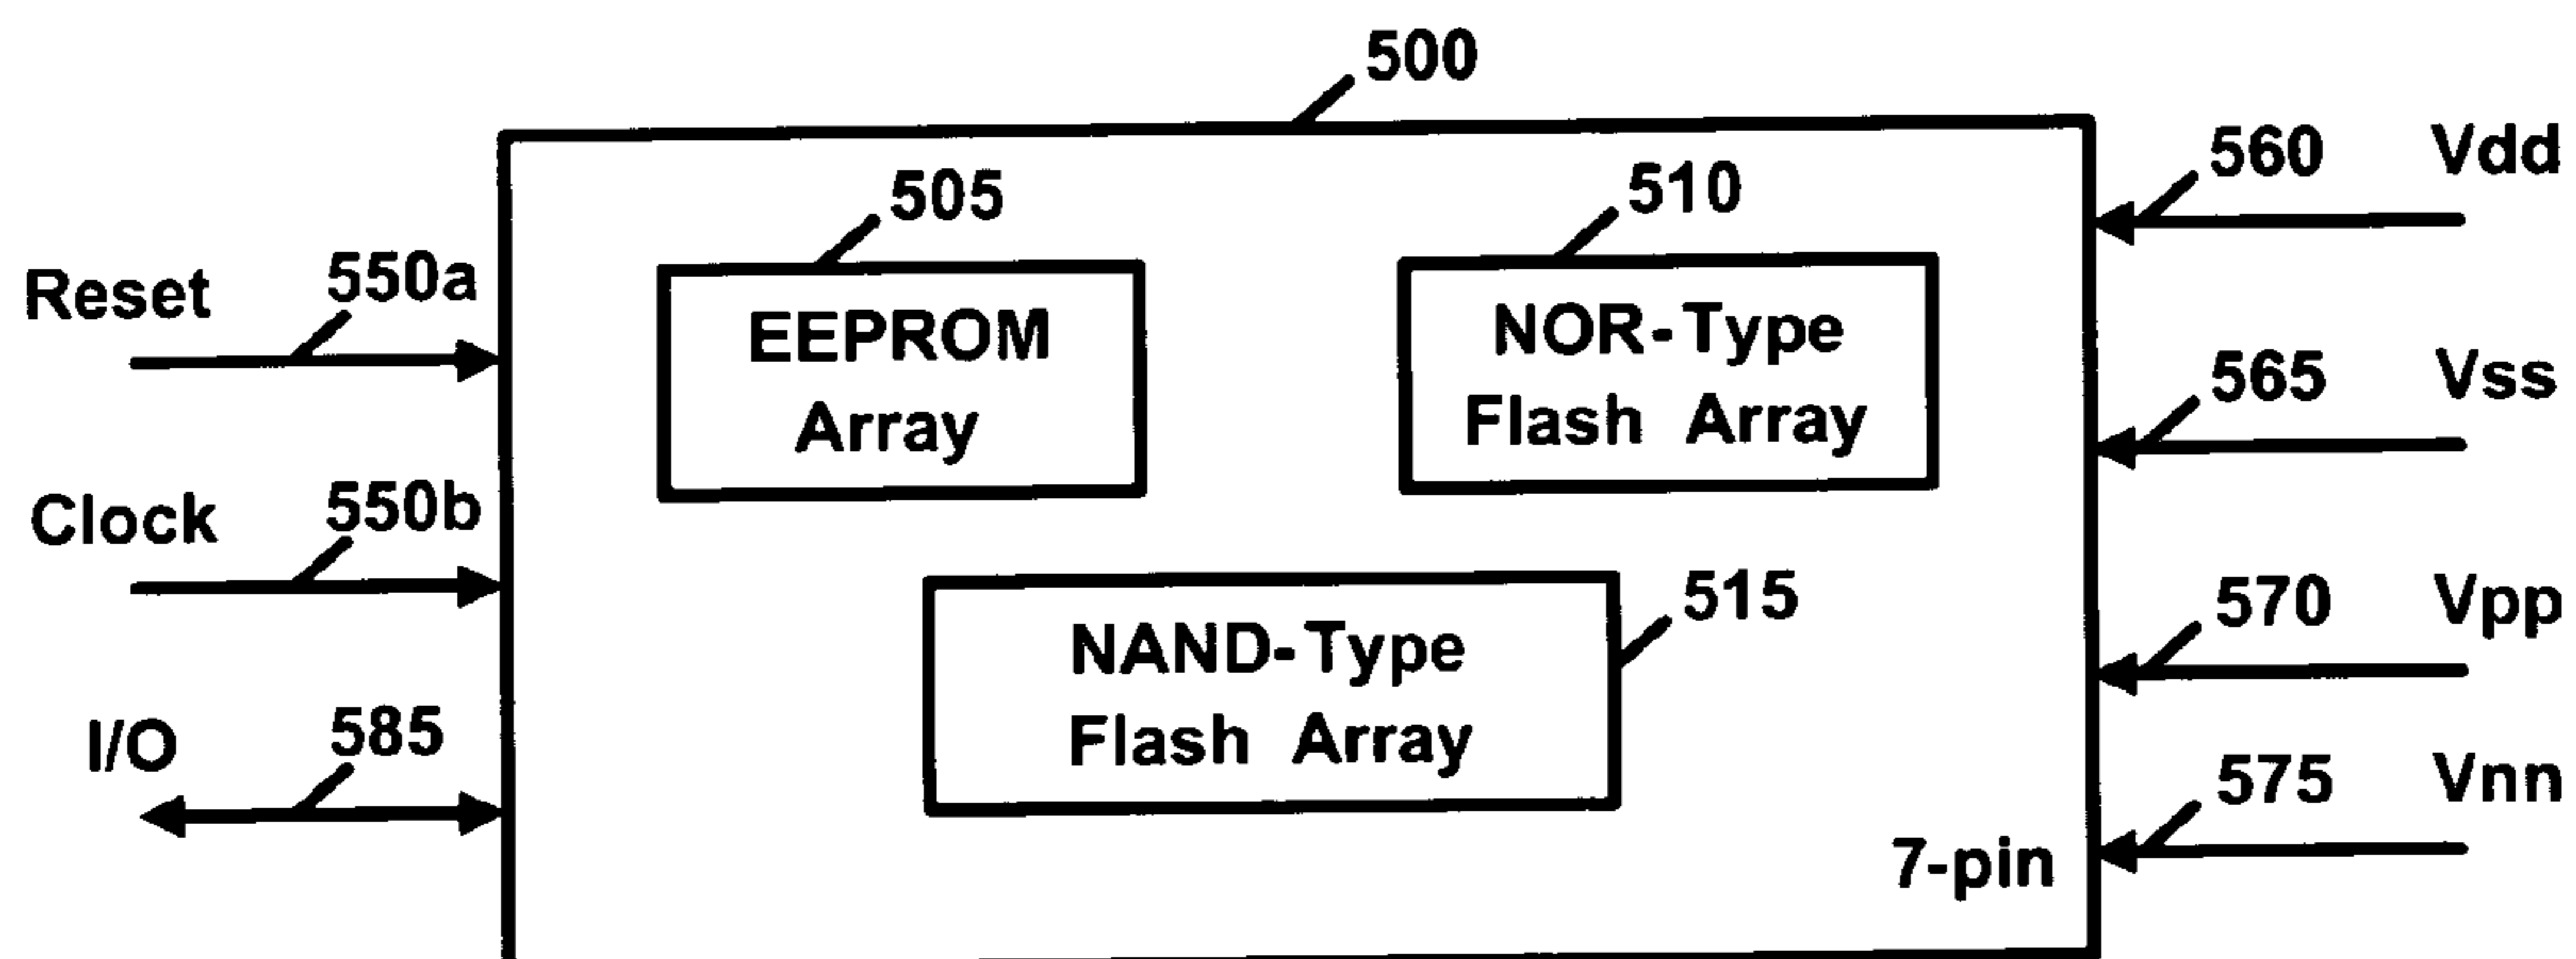 500
505
510
560 Vdd
Reset 550a
EEPROM
Array
NOR-Type
Flash Array
565 Vss
Clock 550b
515
NAND-Type
Flash Array
570 Vpp
I/O 585
575 Vnn
7-pin